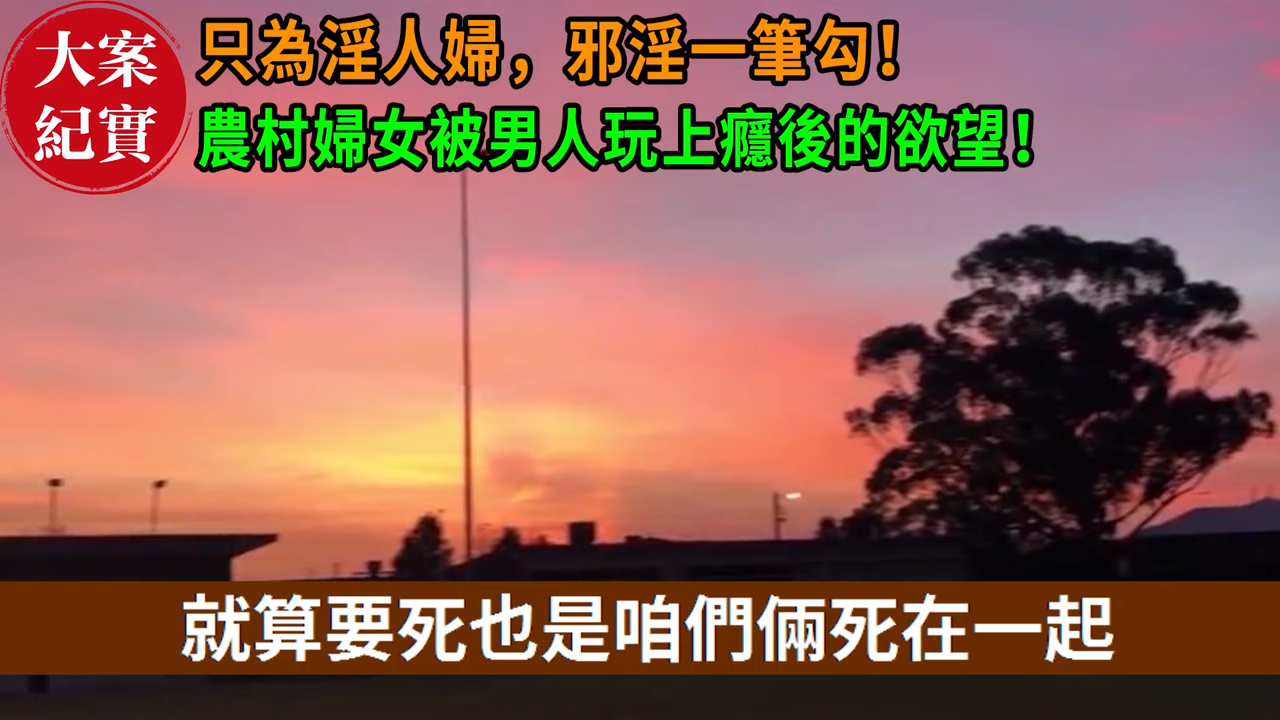 大案
紀實
只為淫人婦，邪淫一筆勾！
農村婦女被男人玩上癮後的欲望！
就算要死也是咱們倆死在一起